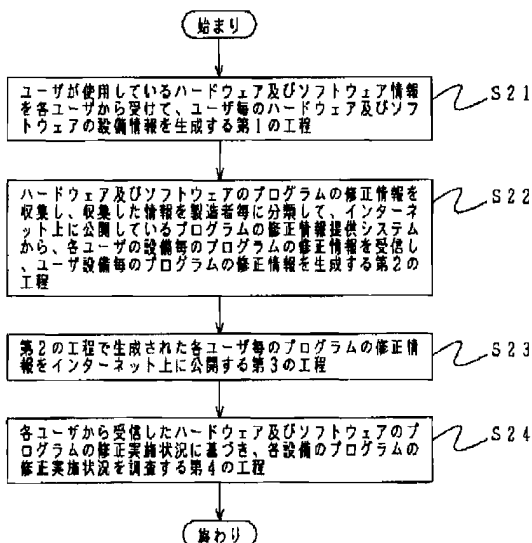 始まり
ユーザが使用しているハードウェア及びソフトウェア情報
を各ユーザから受けて、ユーザ毎のハードウェア及びソフ
トウェアの設備情報を生成する第1の工程
S21
ハードウェア及びソフトウェアのプログラムの修正情報を
収集し、収集した情報を製造者毎に分類して、インターネ
ット上に公開しているプログラムの修正情報提供システム
から、各ユーザの設備毎のプログラムの修正情報を受信し
、ユーザ設備毎のプログラムの修正情報を生成する第2の
工程
S22
第2の工程で生成された各ユーザ毎のプログラムの修正情
報をインターネット上に公開する第3の工程
S23
各ユーザから受信したハードウェア及びソフトウェアのプ
ログラムの修正実施状況に基づき、各設備のプログラムの
修正実施状況を調査する第4の工程
S24
終わり